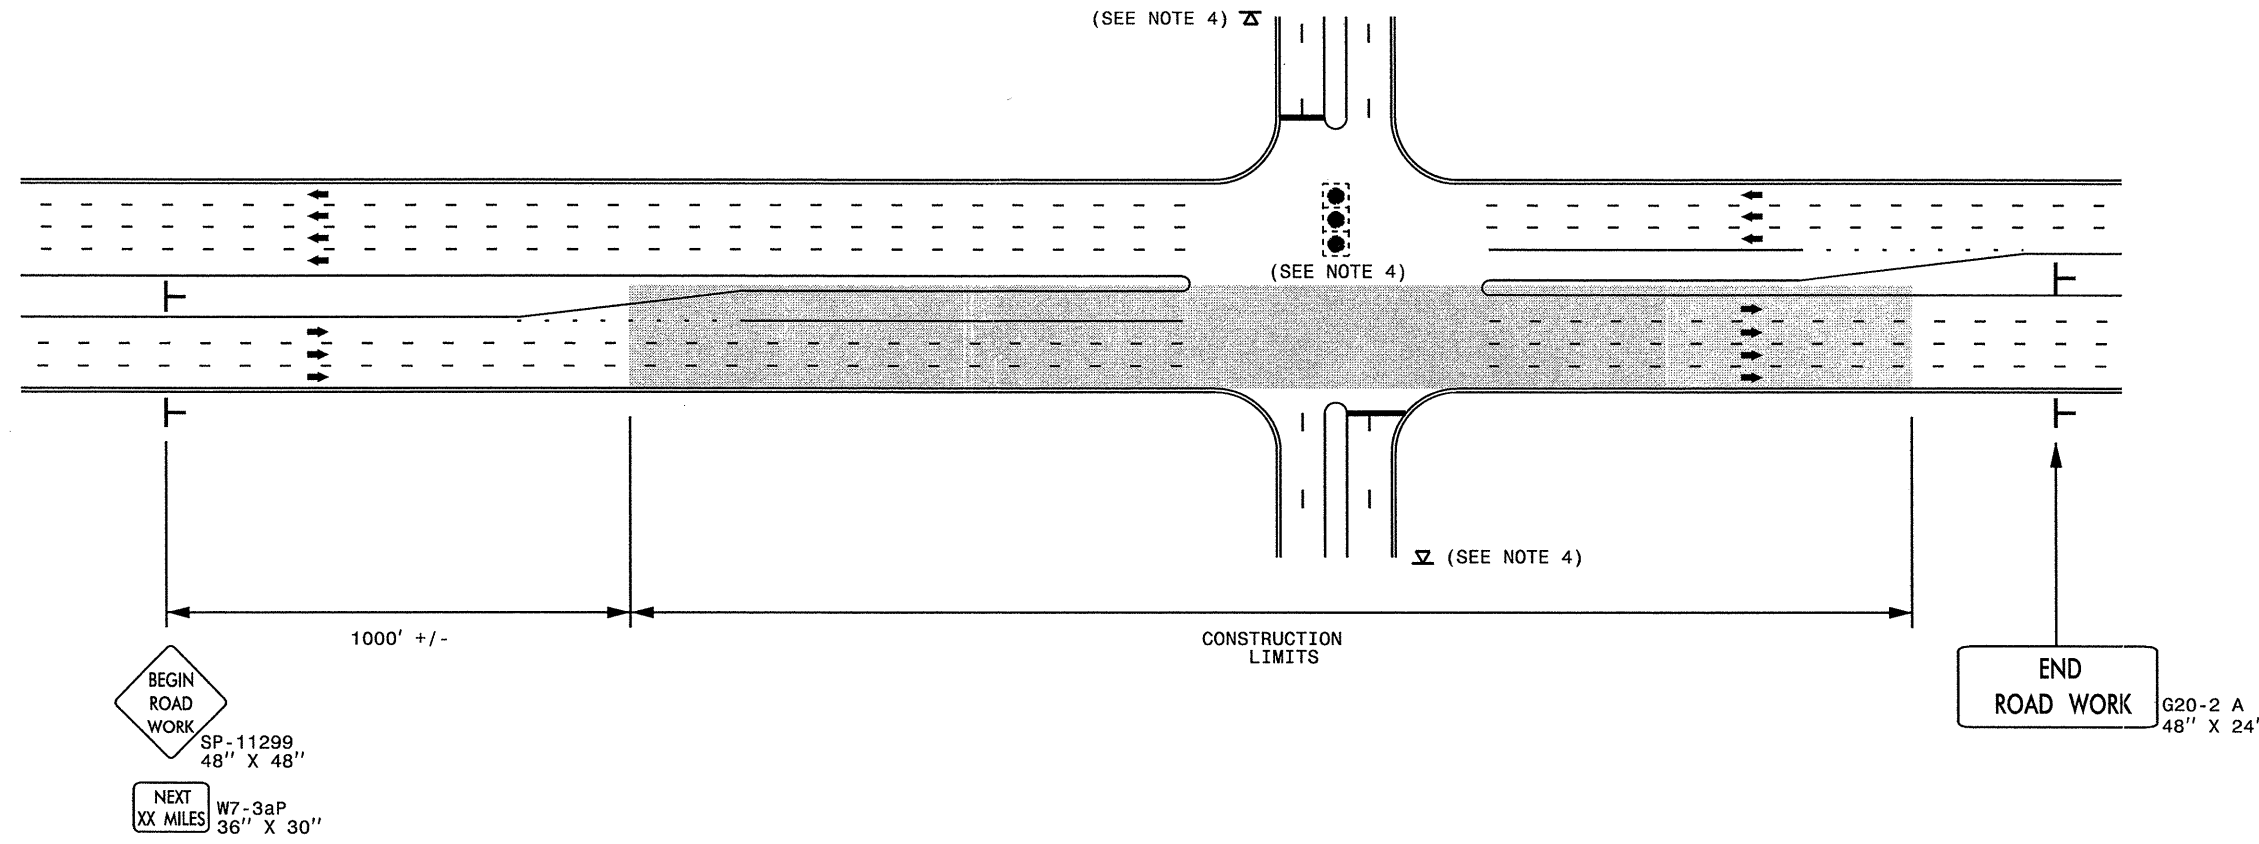 (SEE NOTE 4)
(SEE NOTE 4)
(SEE NOTE 4)
1000' +/-
CONSTRUCTION
LIMITS
BEGIN
ROAD
WORK
SP-11299
48" X 48"
NEXT
XX MILES
W7-3aP
36" X 30"
END
ROAD WORK
G20-2 A
48" X 24'